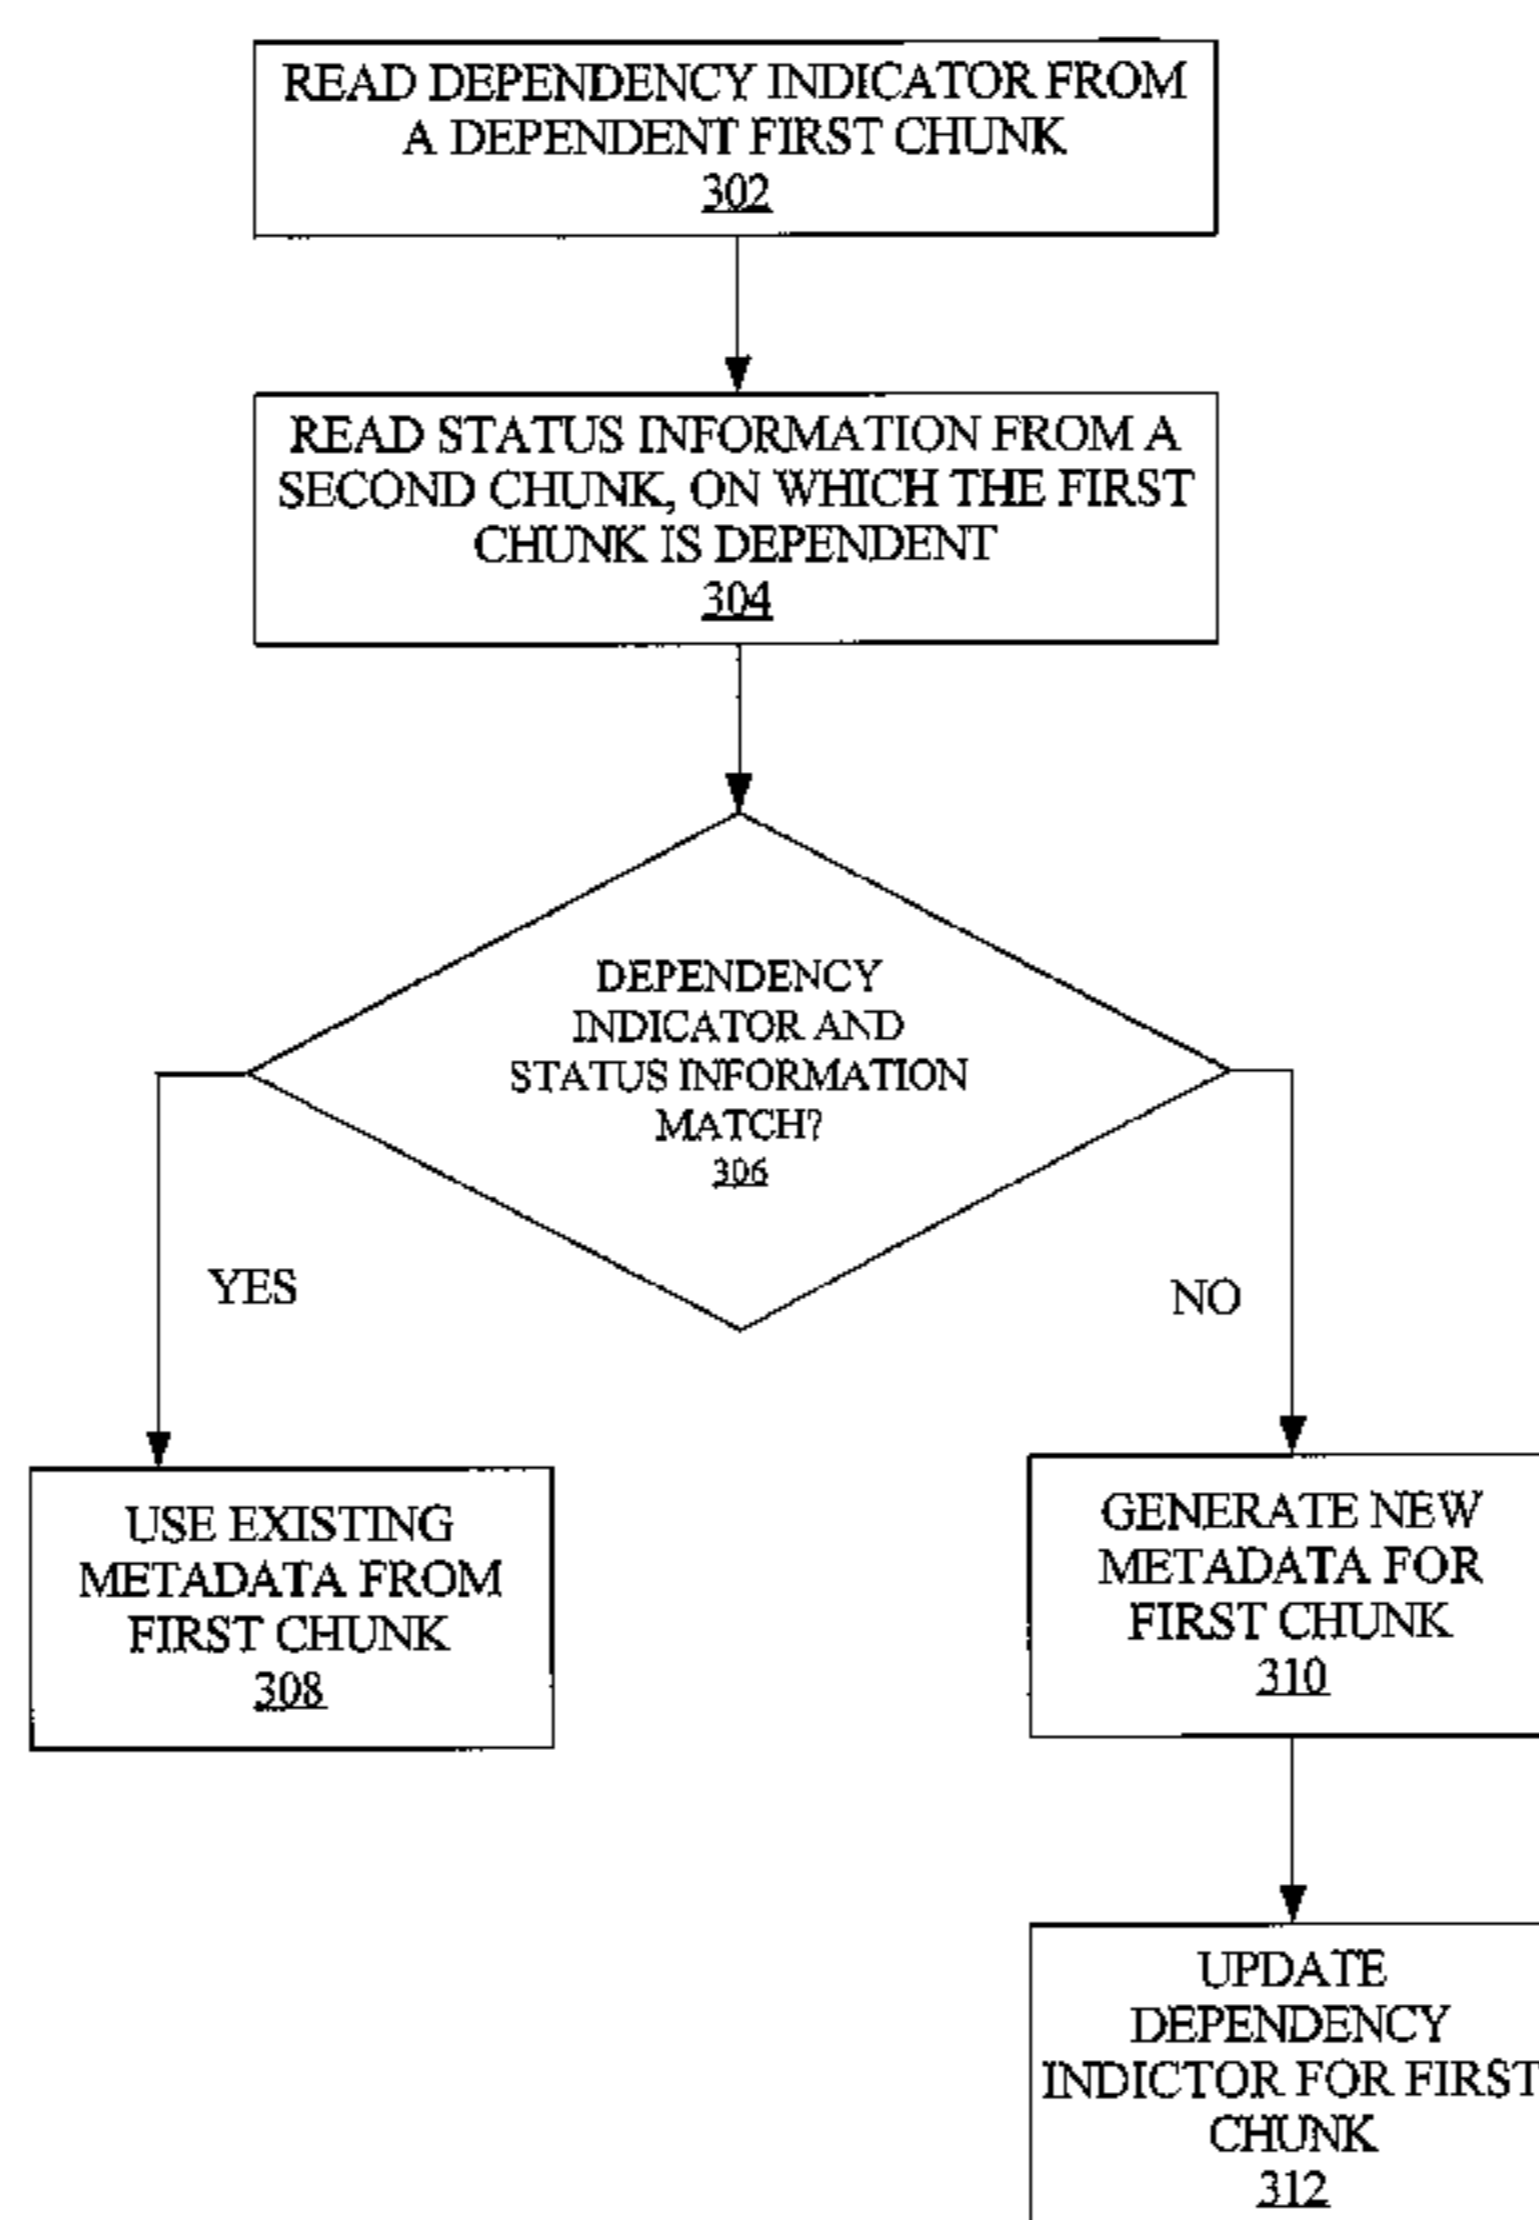 READ DEPENDENCY INDICATOR FROM
A DEPENDENT FIRST CHUNK
302
READ STATUS INFORMATION FROM A
SECOND CHUNK, ON WHICH THE FIRST
CHUNK IS DEPENDENT
304
DEPENDENCY
INDICATOR AND
STATUS INFORMATION
MATCH?
306
YES
NO
USE EXISTING
METADATA FROM
FIRST CHUNK
308
GENERATE NEW
METADATA FOR
FIRST CHUNK
310
UPDATE
DEPENDENCY
INDICTOR FOR FIRST
CHUNK
312